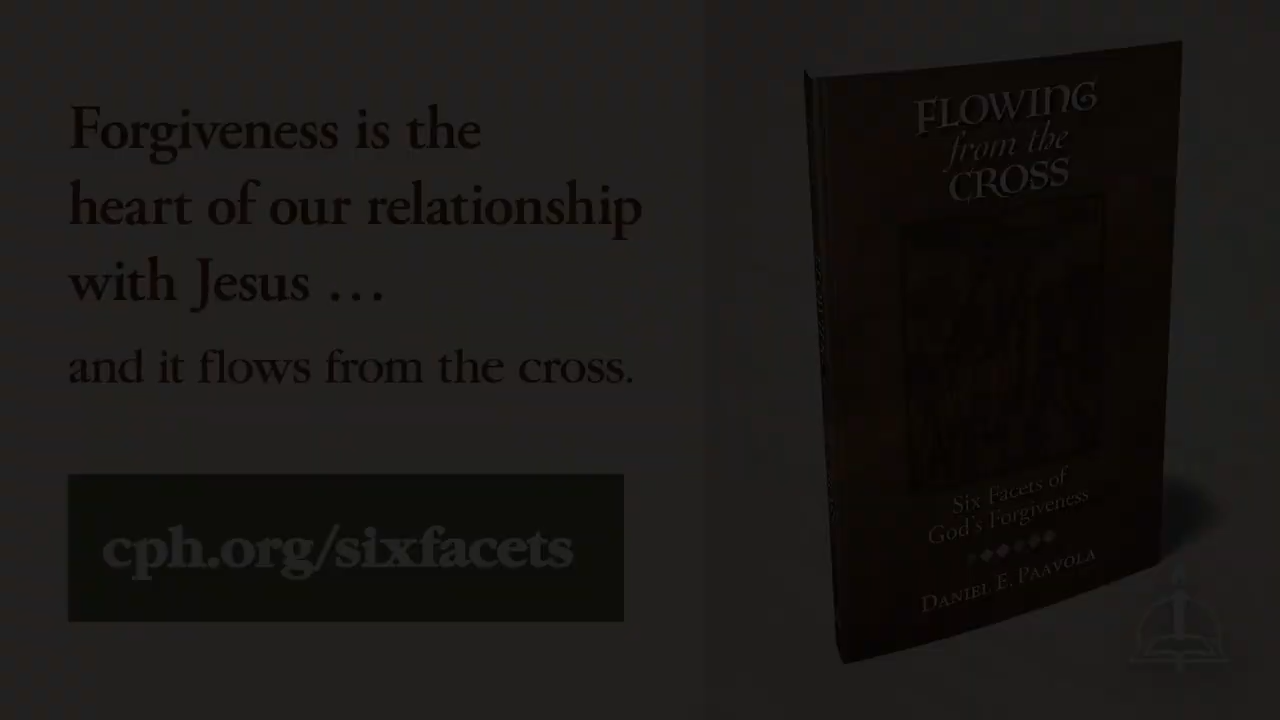 Forgiveness is the
heart of our relationship
with Jesus …
and it flows from the cross.
cph.org/sixfacets
FLOWING
from the
CROSS
Six Facets of
God's Forgiveness
DANIEL E. PAAVOLA